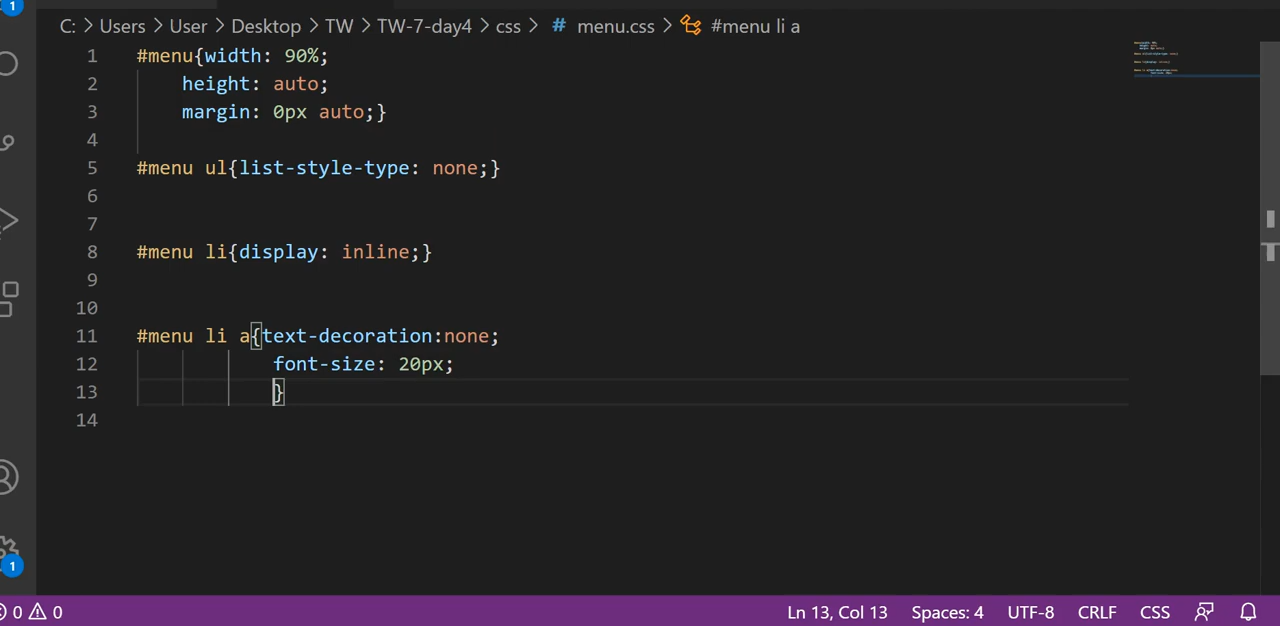 1
C: > Users > User > Desktop > TW > TW-7-day4 > css > # menu.css > #menu li a
1 #menu{width: 90%;
2 height: auto;
3 margin: 0px auto;}
4
5 #menu ul{list-style-type: none;}
6
7
8 #menu li{display: inline;}
9
10
11 #menu li a{text-decoration:none;
12 font-size: 20px;
13 }
14
1
0 0 Ln 13, Col 13 Spaces: 4 UTF-8 CRLF CSS